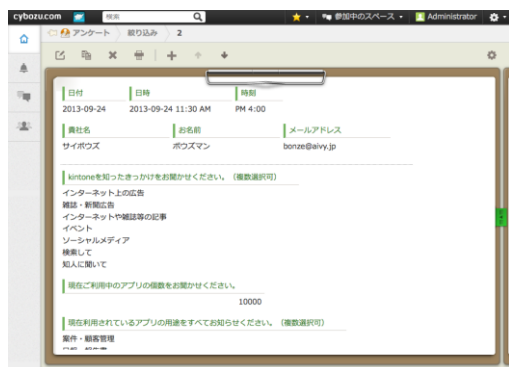 cybozu.com 検索 参加中のスペース Administrator
アンケート 絞り込み 2
日付 日時 時刻
2013-09-24 2013-09-24 11:30 AM PM 4:00
貴社名 お名前 メールアドレス
サイボウズ ボウズマン bonze@aivy.jp
kintoneを知ったきっかけをお聞かせください。（複数選択可）
インターネット上の広告
雑誌・新聞広告
インターネットや雑誌等の記事
イベント
ソーシャルメディア
検索して
知人に聞いて
現在ご利用中のアプリの個数をお聞かせください。
10000
現在利用されているアプリの用途をすべてお知らせください。（複数選択可）
案件・顧客管理